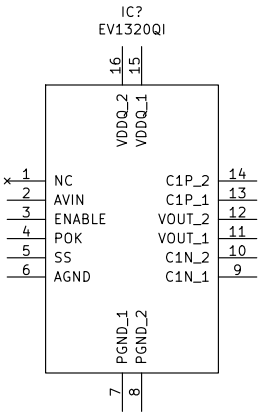 IC?
EV1320QI
16 15
VDDQ_2 VDDQ_1
1 NC C1P_2 14
2 AVIN C1P_1 13
3 ENABLE VOUT_2 12
4 POK VOUT_1 11
5 SS C1N_2 10
6 AGND C1N_1 9
PGND_1 PGND_2
7 8